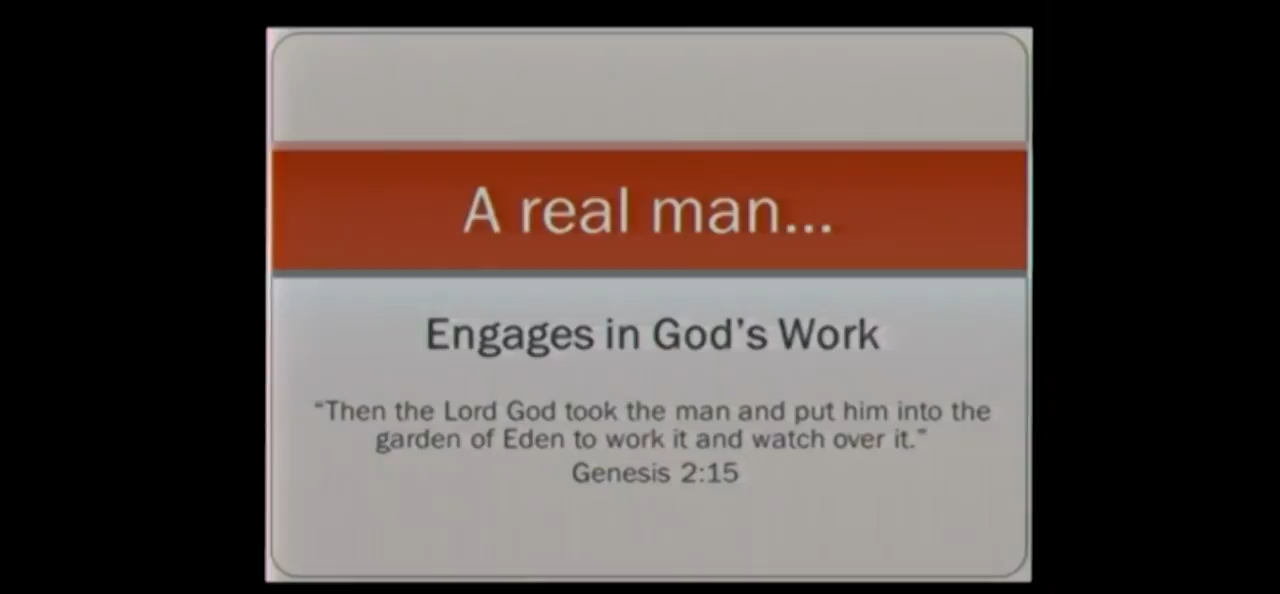 A real man...
Engages in God's Work
"Then the Lord God took the man and put him into the
garden of Eden to work it and watch over it."
Genesis 2:15